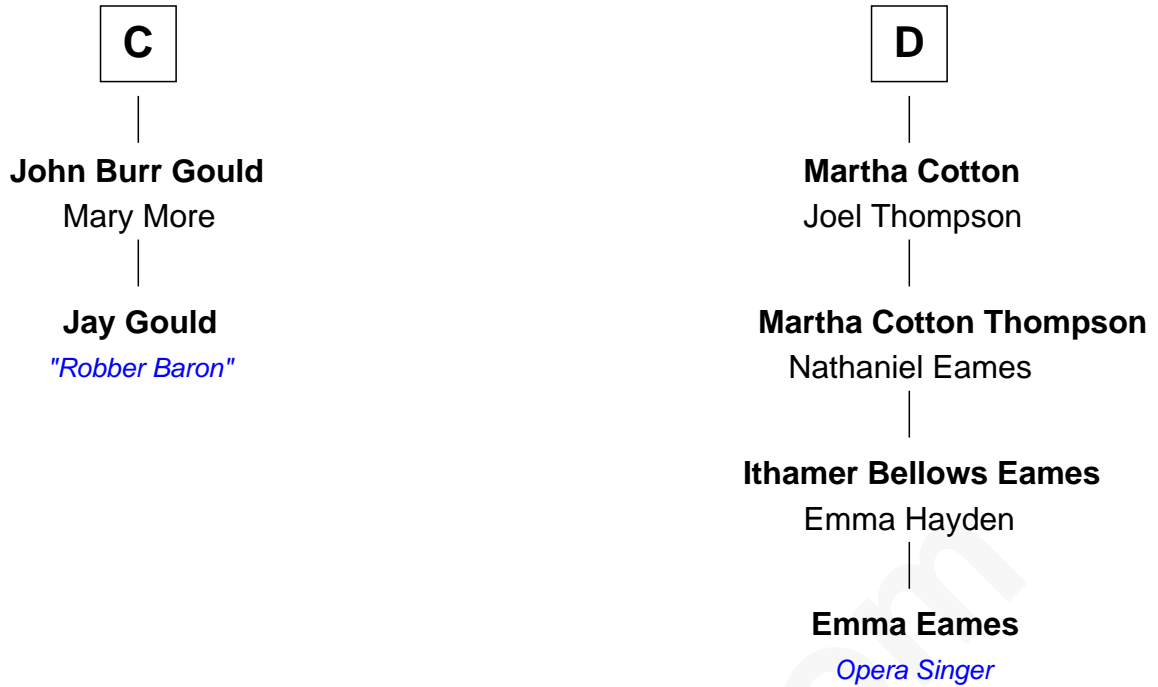 C
John Burr Gould
Mary More
Jay Gould
"Robber Baron"
D
Martha Cotton
Joel Thompson
Martha Cotton Thompson
Nathaniel Eames
Ithamer Bellows Eames
Emma Hayden
Emma Eames
Opera Singer
om